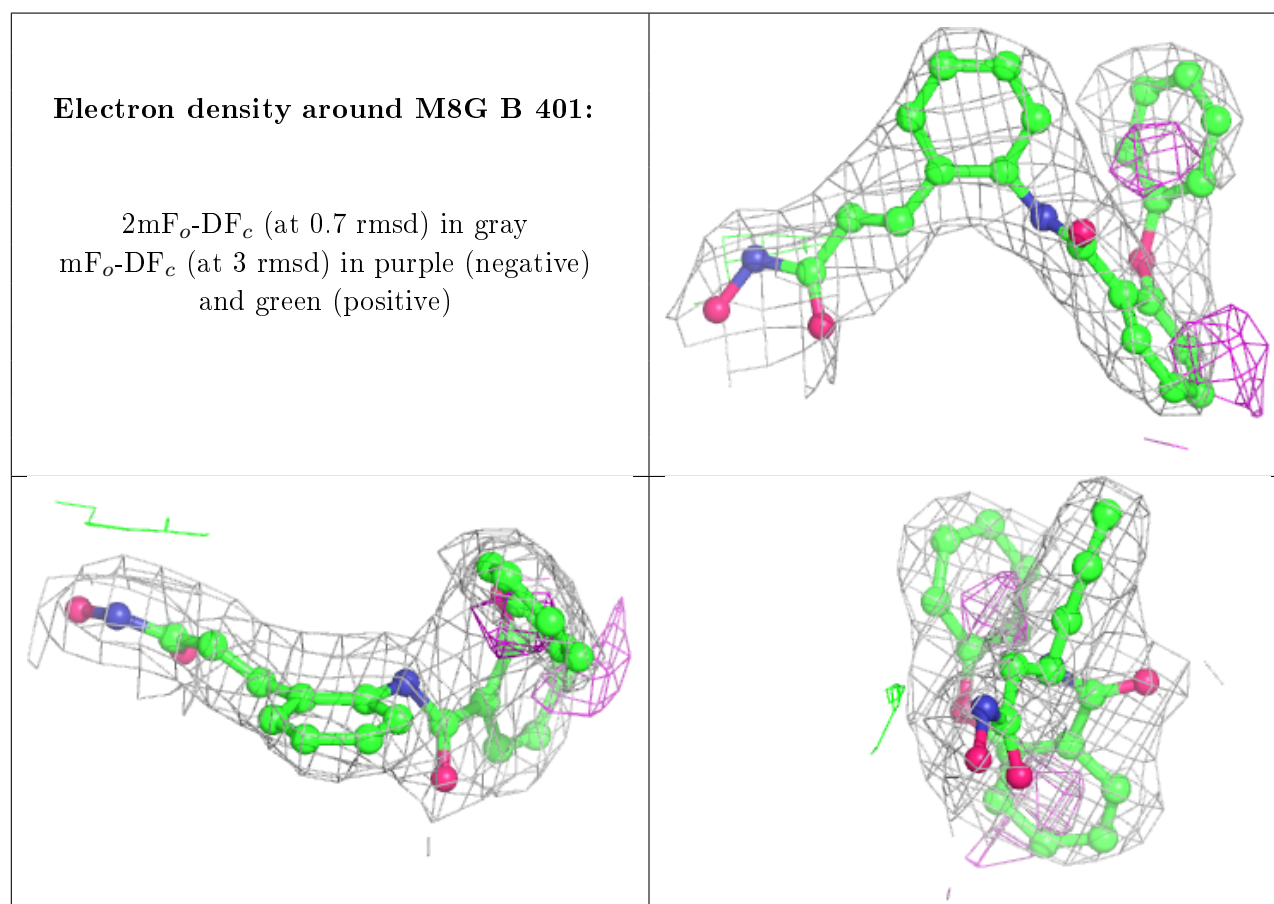 Electron density around M8G B 401:
2mFo-DFc (at 0.7 rmsd) in gray
mFo-DFc (at 3 rmsd) in purple (negative)
and green (positive)